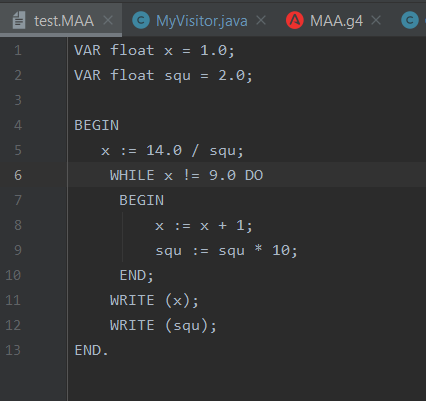 test.MAA MyVisitor.java MAA.g4
1 VAR float x = 1.0;
2 VAR float squ = 2.0;
3
4 BEGIN
5 x := 14.0 / squ;
6 WHILE x != 9.0 DO
7 BEGIN
8 x := x + 1;
9 squ := squ * 10;
10 END;
11 WRITE (x);
12 WRITE (squ);
13 END.